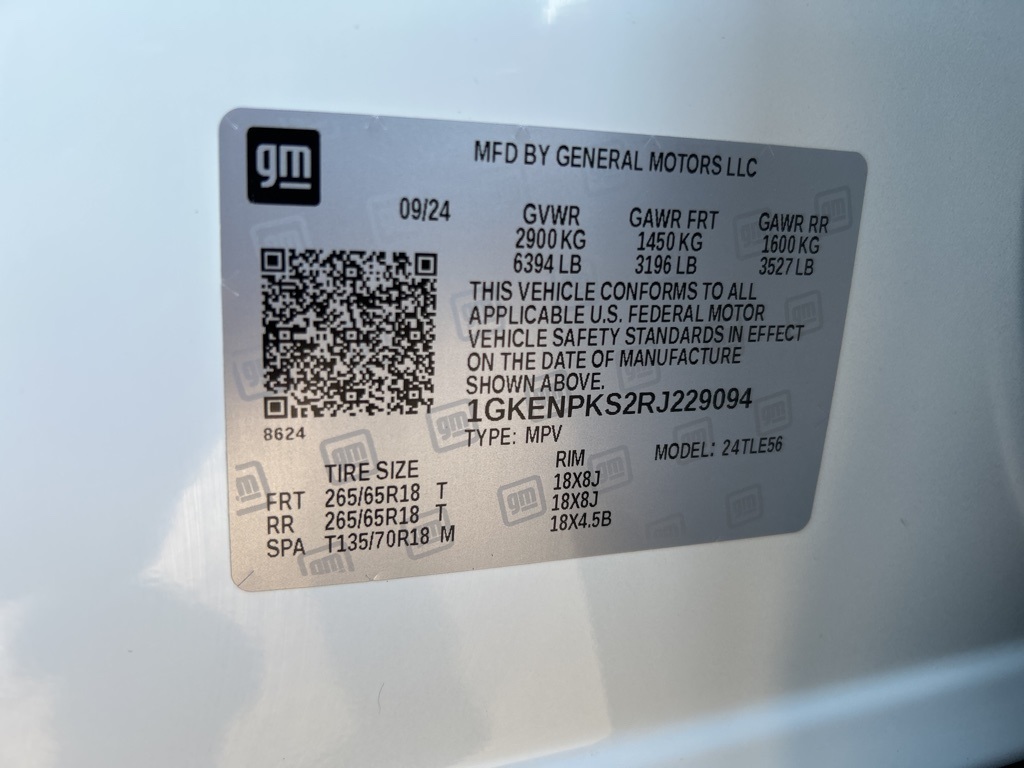 gm
MFD BY GENERAL MOTORS LLC
09/24 GVWR GAWR FRT GAWR RR
2900 KG 1450 KG 1600 KG
6394 LB 3196 LB 3527 LB
THIS VEHICLE CONFORMS TO ALL
APPLICABLE U.S. FEDERAL MOTOR
VEHICLE SAFETY STANDARDS IN EFFECT
ON THE DATE OF MANUFACTURE
SHOWN ABOVE.
1GKENPKS2RJ229094
8624
TYPE: MPV MODEL: 24TLE56
TIRE SIZE RIM
FRT 265/65R18 T 18X8J
RR 265/65R18 T 18X8J
SPA T135/70R18 M 18X4.5B